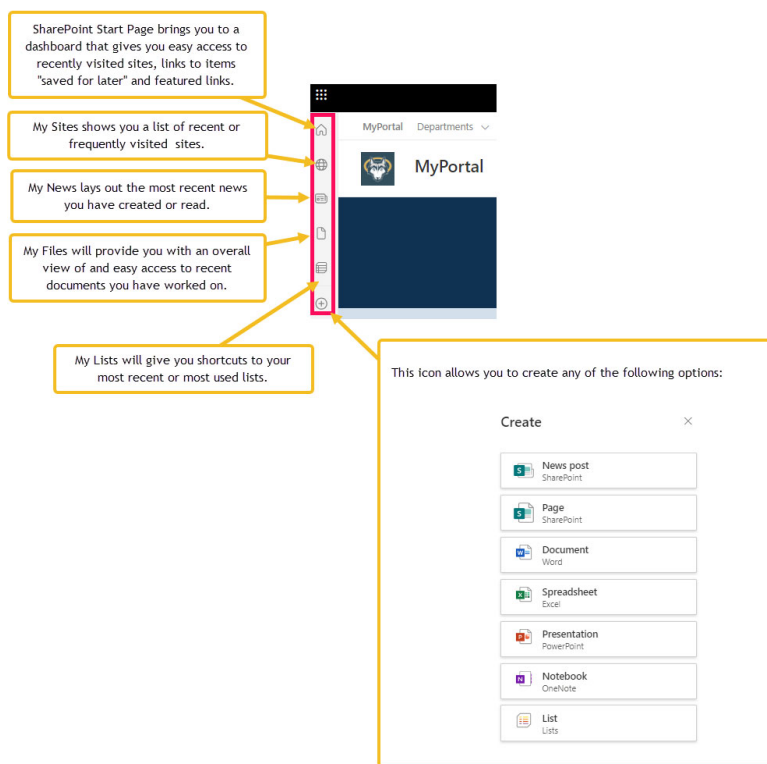 SharePoint Start Page brings you to a
dashboard that gives you easy access to
recently visited sites, links to items
"saved for later" and featured links.
My Sites shows you a list of recent or
frequently visited sites.
My News lays out the most recent news
you have created or read.
My Files will provide you with an overall
view of and easy access to recent
documents you have worked on.
My Lists will give you shortcuts to your
most recent or most used lists.
MyPortal Departments
MyPortal
This icon allows you to create any of the following options:
Create
News post
SharePoint
Page
SharePoint
Document
Word
Spreadsheet
Excel
Presentation
PowerPoint
Notebook
OneNote
List
Lists